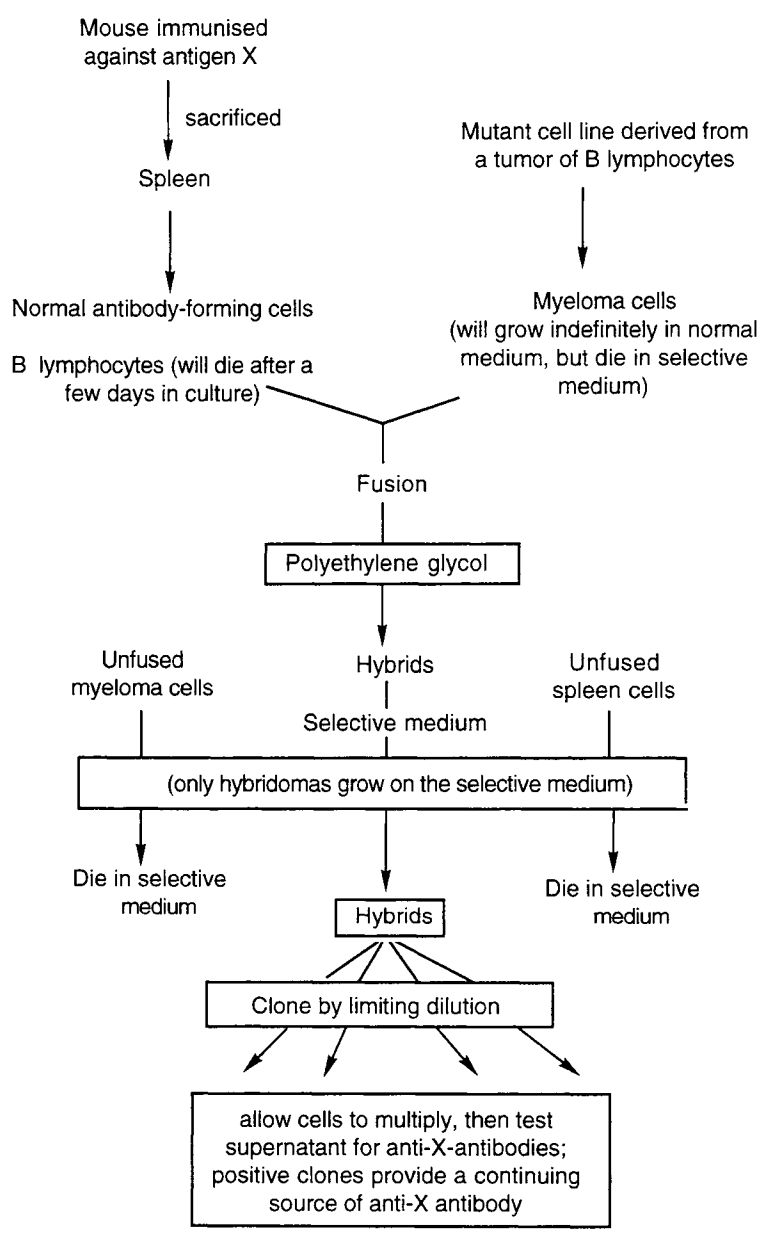 Mouse immunised
against antigen X
sacrificed
Spleen
Normal antibody-forming cells
B lymphocytes (will die after a
few days in culture)
Mutant cell line derived from
a tumor of B lymphocytes
Myeloma cells
(will grow indefinitely in normal
medium, but die in selective
medium)
Fusion
Polyethylene glycol
Unfused
myeloma cells
Hybrids
Unfused
spleen cells
Selective medium
(only hybridomas grow on the selective medium)
Die in selective
medium
Hybrids
Die in selective
medium
Clone by limiting dilution
allow cells to multiply, then test
supernatant for anti-X-antibodies;
positive clones provide a continuing
source of anti-X antibody